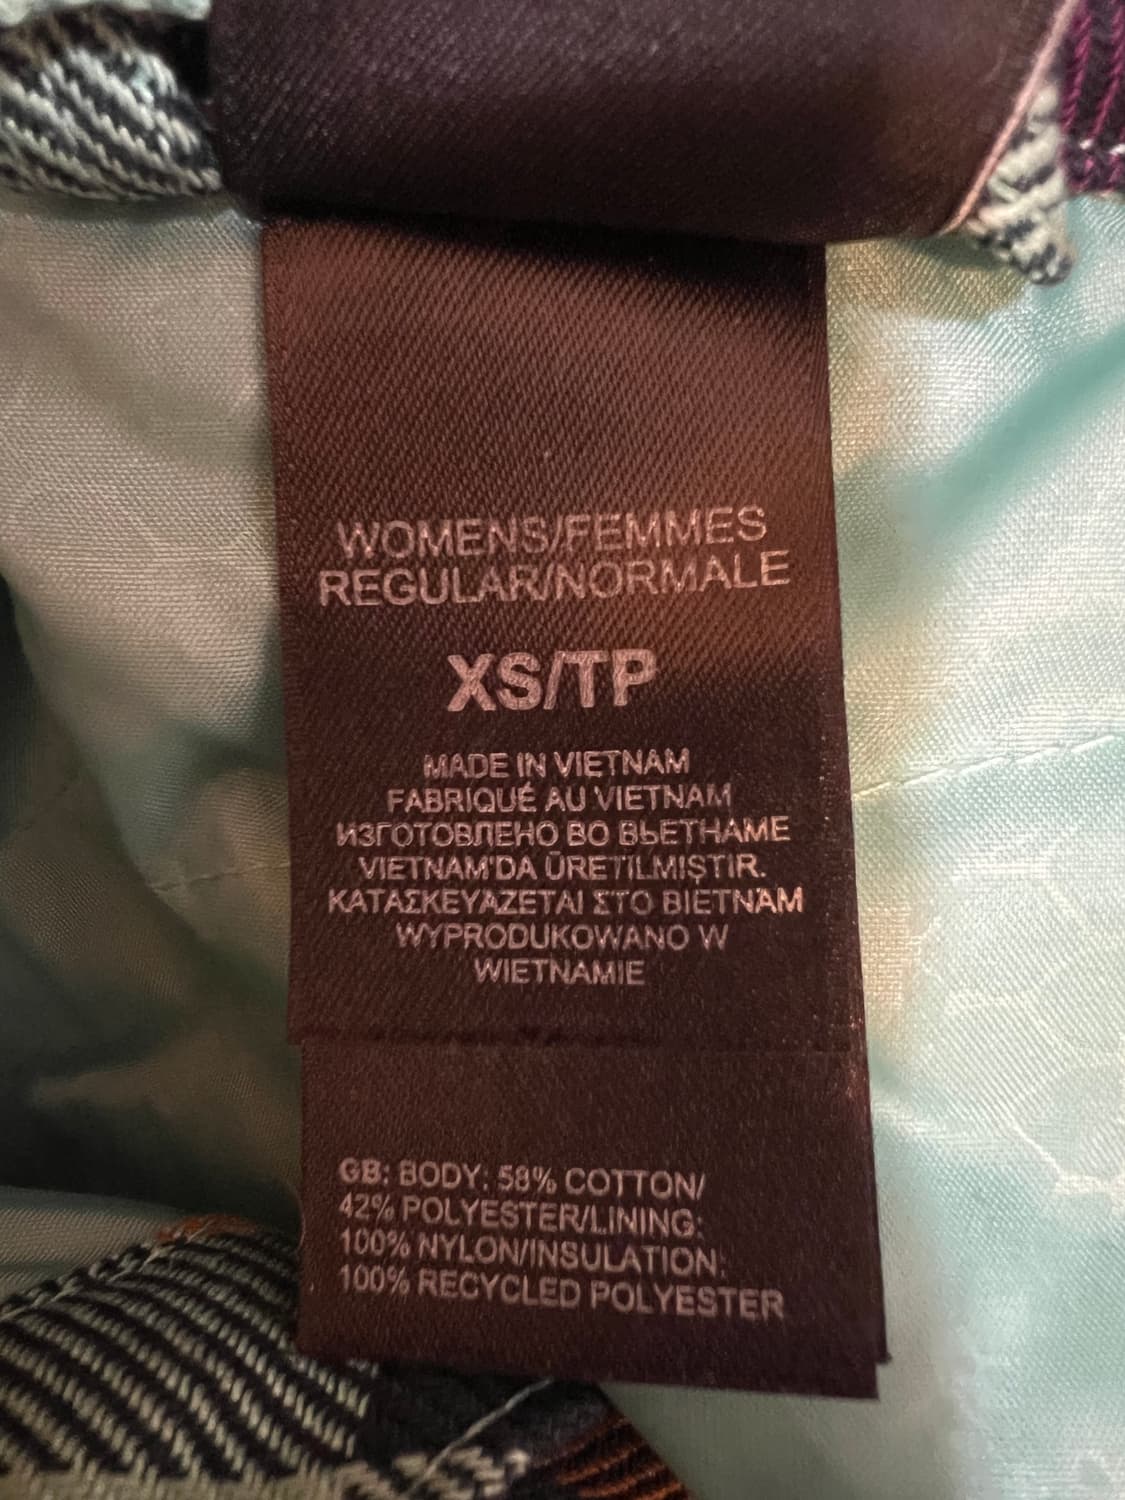 WOMENS/FEMMES
REGULAR/NORMALE
XS/TP
MADE IN VIETNAM
FABRIQUÉ AU VIETNAM
ИЗГОТОВЛЕНО ВО ВЬЕТНАМЕ
VIETNAM'DA ÜRETILMIŞTIR.
ΚΑΤΑΣΚΕΥΑΖΕΤΑΙ ΣΤΟ ΒΙΕΤΝΑΜ
WYPRODUKOWANO W
WIETNAMIE
GB: BODY: 58% COTTON/
42% POLYESTER/LINING:
100% NYLON/INSULATION:
100% RECYCLED POLYESTER